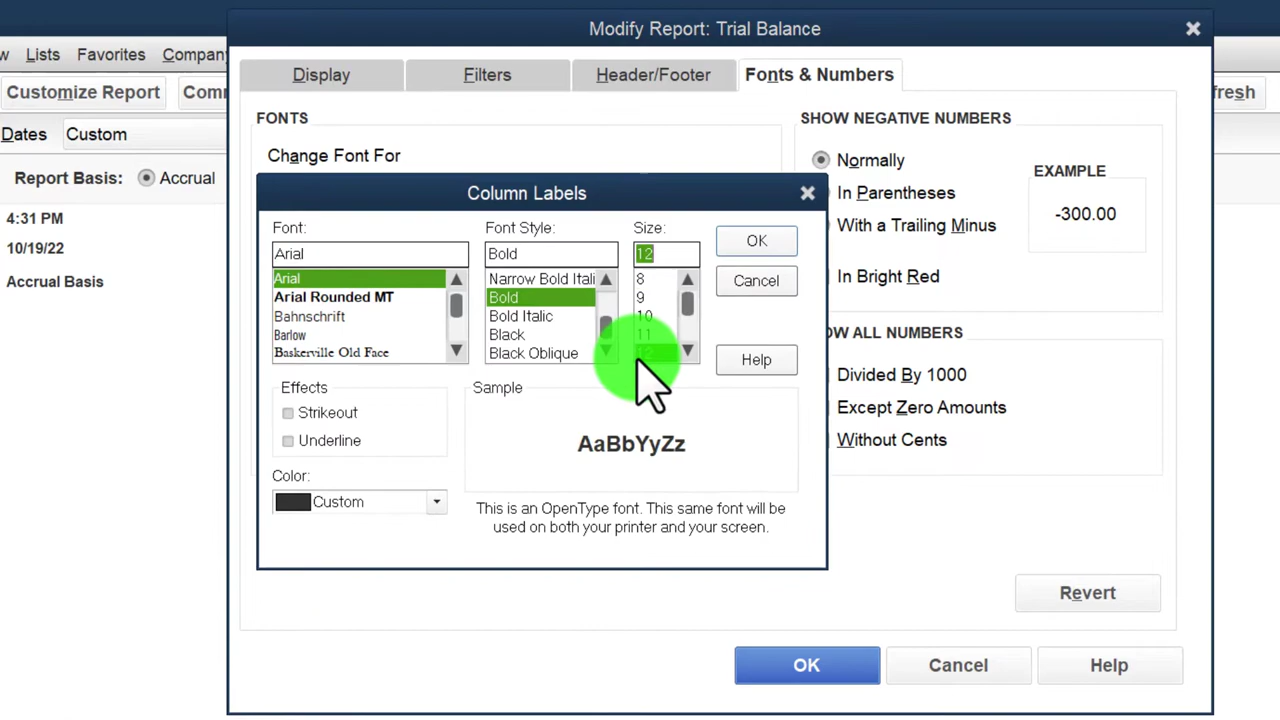 Modify Report: Trial Balance
Lists Favorites Company
Customize Report
Dates Custom
Report Basis: Accrual
4:31 PM
10/19/22
Accrual Basis
Display Filters Header/Footer Fonts & Numbers
FONTS
Change Font For
SHOW NEGATIVE NUMBERS
Normally
In Parentheses
With a Trailing Minus
In Bright Red
EXAMPLE
-300.00
Divided By 1000
Except Zero Amounts
Without Cents
ALL NUMBERS
Column Labels
Font: Font Style: Size:
Arial Bold 12
Arial
Arial Rounded MT
Bahnschrift
Barlow
Baskerville Old Face
Narrow Bold Itali
Bold
Bold Italic
Black
Black Oblique
8
9
10
11
12
OK
Cancel
Help
Effects
Strikeout
Underline
Color:
Custom
Sample
AaBbYyZz
This is an OpenType font. This same font will be
used on both your printer and your screen.
Revert
OK Cancel Help